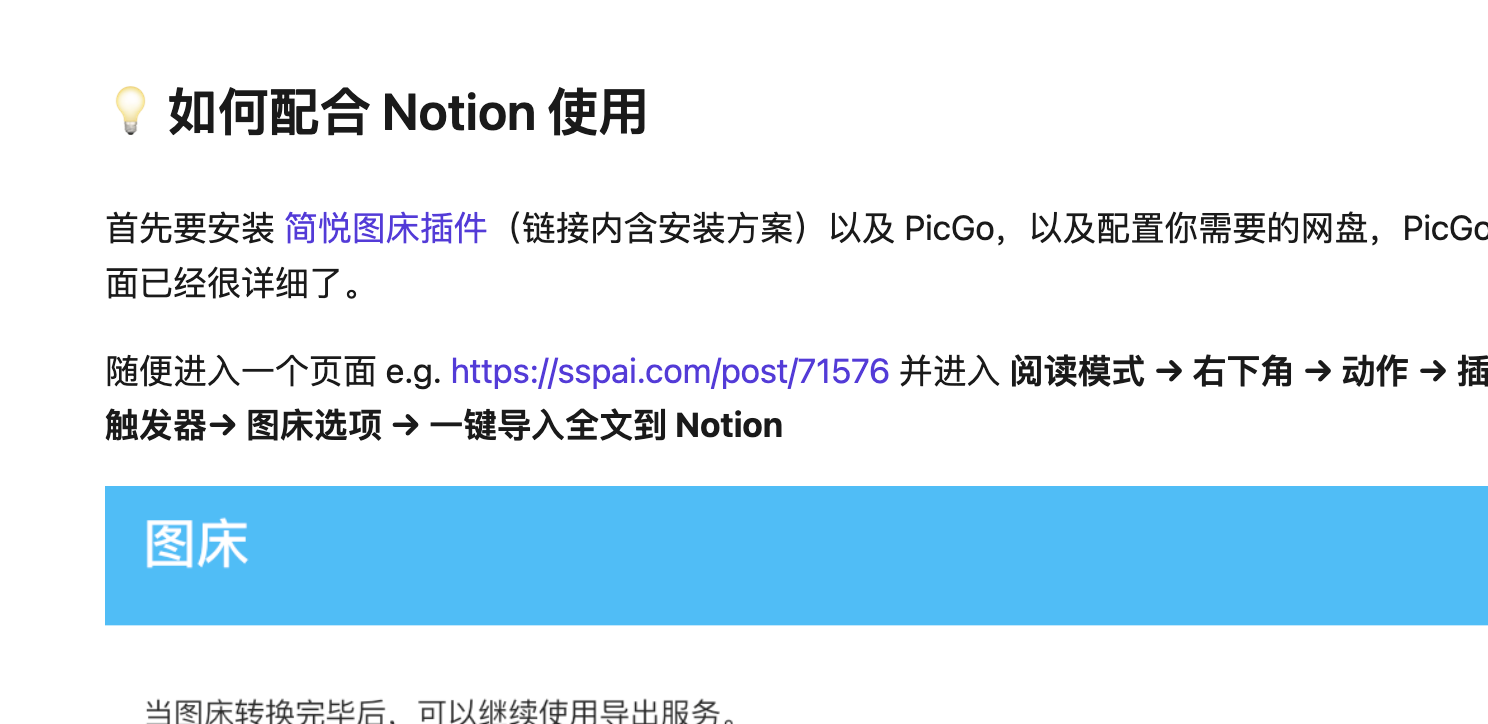 💡 如何配合 Notion 使用
首先要安装 简悦图床插件（链接内含安装方案）以及 PicGo，以及配置你需要的网盘，PicGo
面已经很详细了。
随便进入一个页面 e.g. https://sspai.com/post/71576 并进入 阅读模式 → 右下角 → 动作 → 插
触发器→ 图床选项 → 一键导入全文到 Notion
图床
当图床转换完毕后，可以继续使用导出服务。